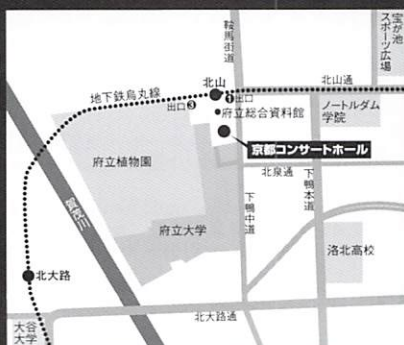 鞍馬街道
宝が池
スポーツ広場
北山
❶出口
北山通
地下鉄烏丸線
出口❸
府立総合資料館
ノートルダム
学院
京都コンサートホール
府立植物園
北泉通
下鴨中通
下鴨本通
賀茂川
府立大学
洛北高校
北大路
北大路通
大谷
大学